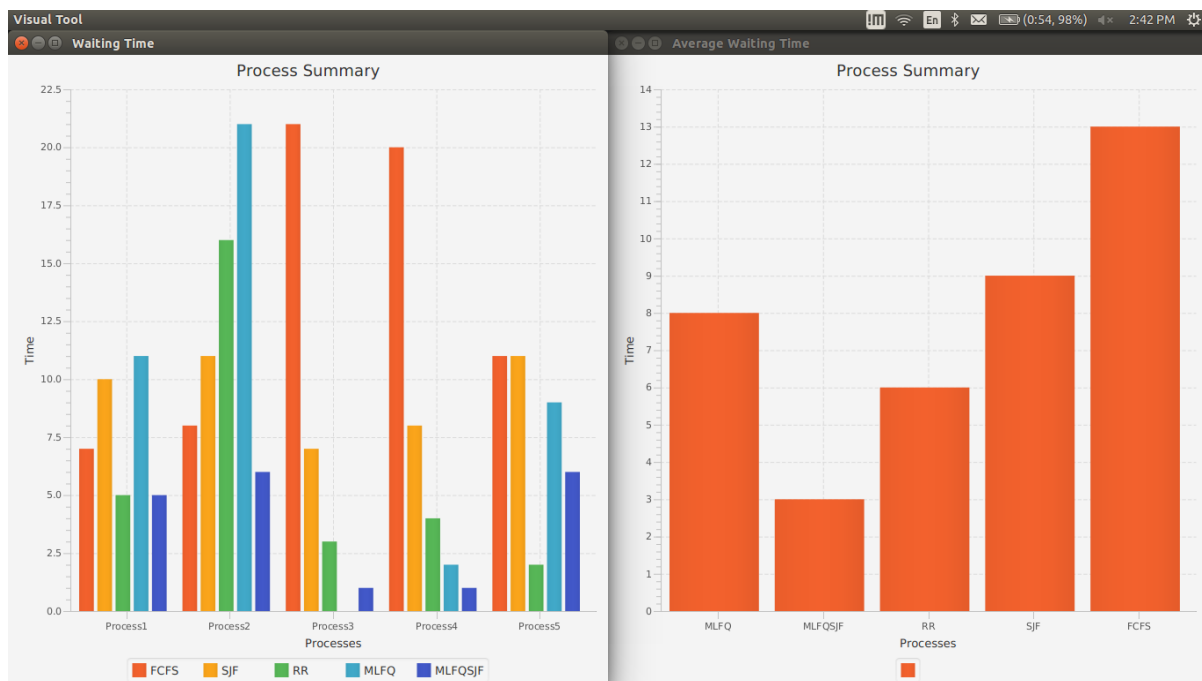 Visual Tool
En (0:54, 98%) 2:42 PM
Waiting Time
Process Summary
22.5
20.0
17.5
15.0
12.5
10.0
7.5
5.0
2.5
0.0
Time
Process1 Process2 Process3 Process4 Process5
Processes
FCFS SJF RR MLFQ MLFQSJF
Average Waiting Time
Process Summary
14
13
12
11
10
9
8
7
6
5
4
3
2
1
0
Time
MLFQ MLFQSJF RR SJF FCFS
Processes